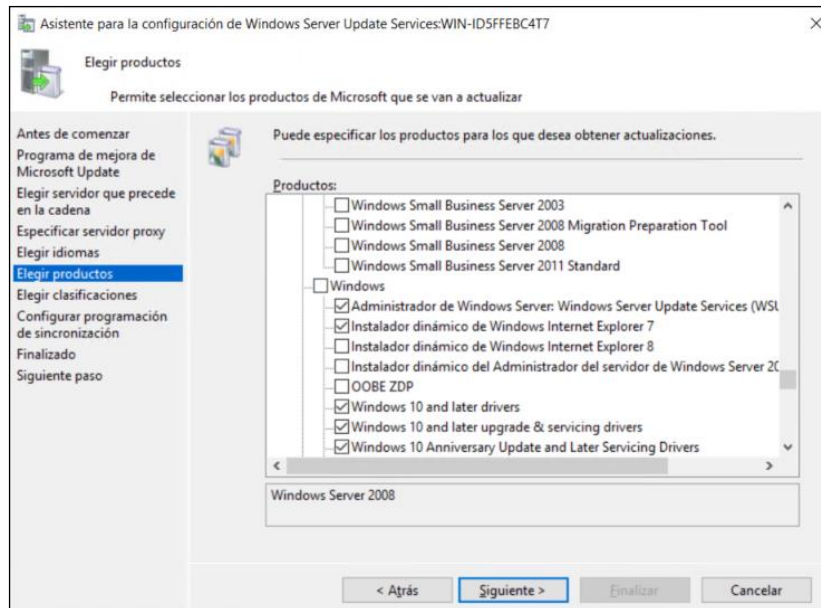 Asistente para la configuración de Windows Server Update Services:WIN-ID5FFEBC4T7
Elegir productos
Permite seleccionar los productos de Microsoft que se van a actualizar
Antes de comenzar
Programa de mejora de
Microsoft Update
Elegir servidor que precede
en la cadena
Especificar servidor proxy
Elegir idiomas
Elegir productos
Elegir clasificaciones
Configurar programación
de sincronización
Finalizado
Siguiente paso
Puede especificar los productos para los que desea obtener actualizaciones.
Productos:
Windows Small Business Server 2003
Windows Small Business Server 2008 Migration Preparation Tool
Windows Small Business Server 2008
Windows Small Business Server 2011 Standard
Windows
Administrador de Windows Server: Windows Server Update Services (WSU
Instalador dinámico de Windows Internet Explorer 7
Instalador dinámico de Windows Internet Explorer 8
Instalador dinámico del Administrador del servidor de Windows Server 20
OOBE ZDP
Windows 10 and later drivers
Windows 10 and later upgrade & servicing drivers
Windows 10 Anniversary Update and Later Servicing Drivers
Windows Server 2008
< Atrás
Siguiente >
Finalizar
Cancelar